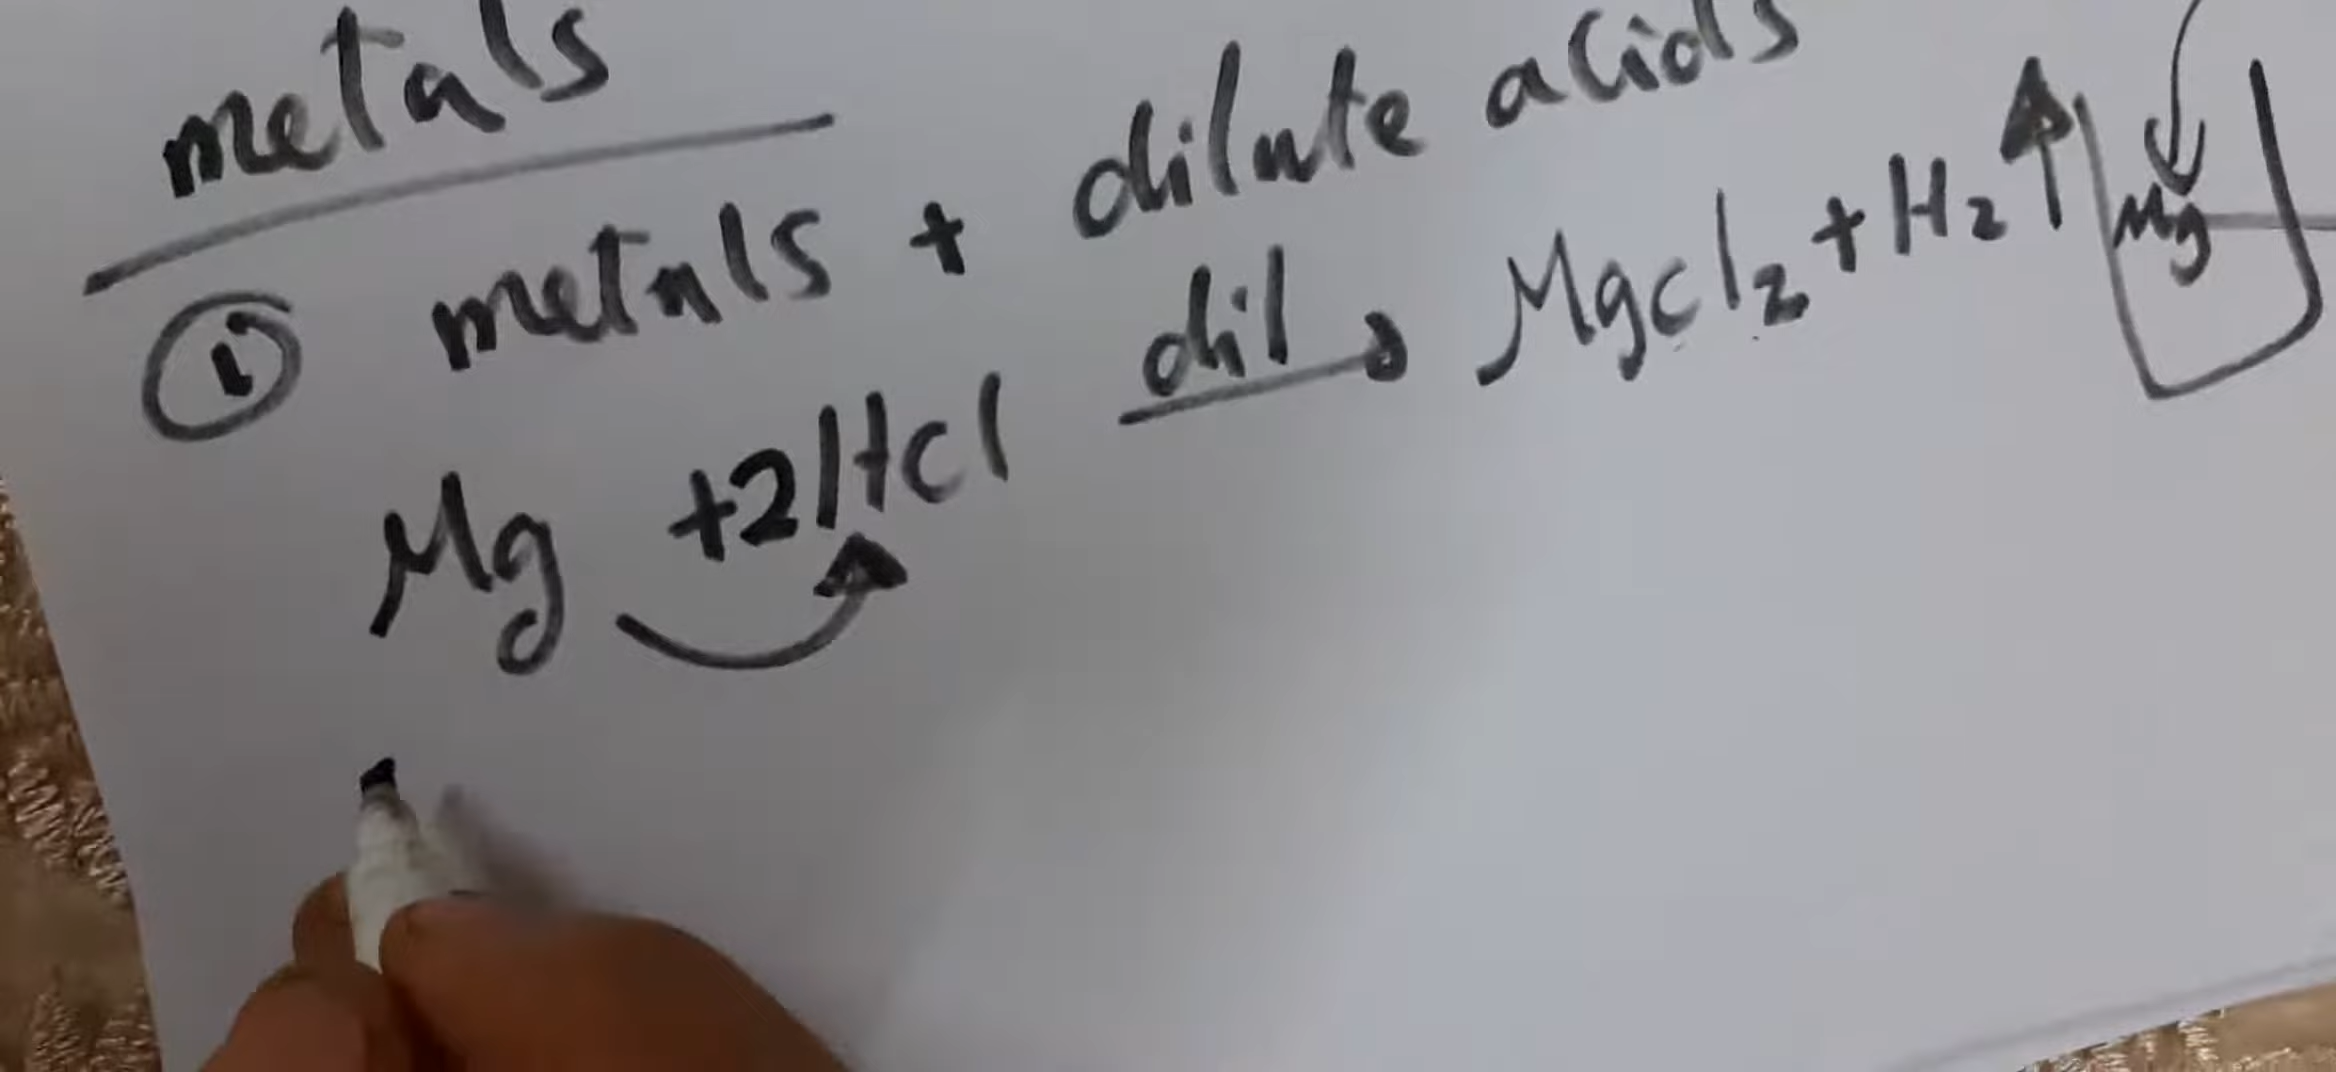 metals
① metals + dilute acids
Mg +2HCl dil → MgCl₂ + H₂ ↑
Mg